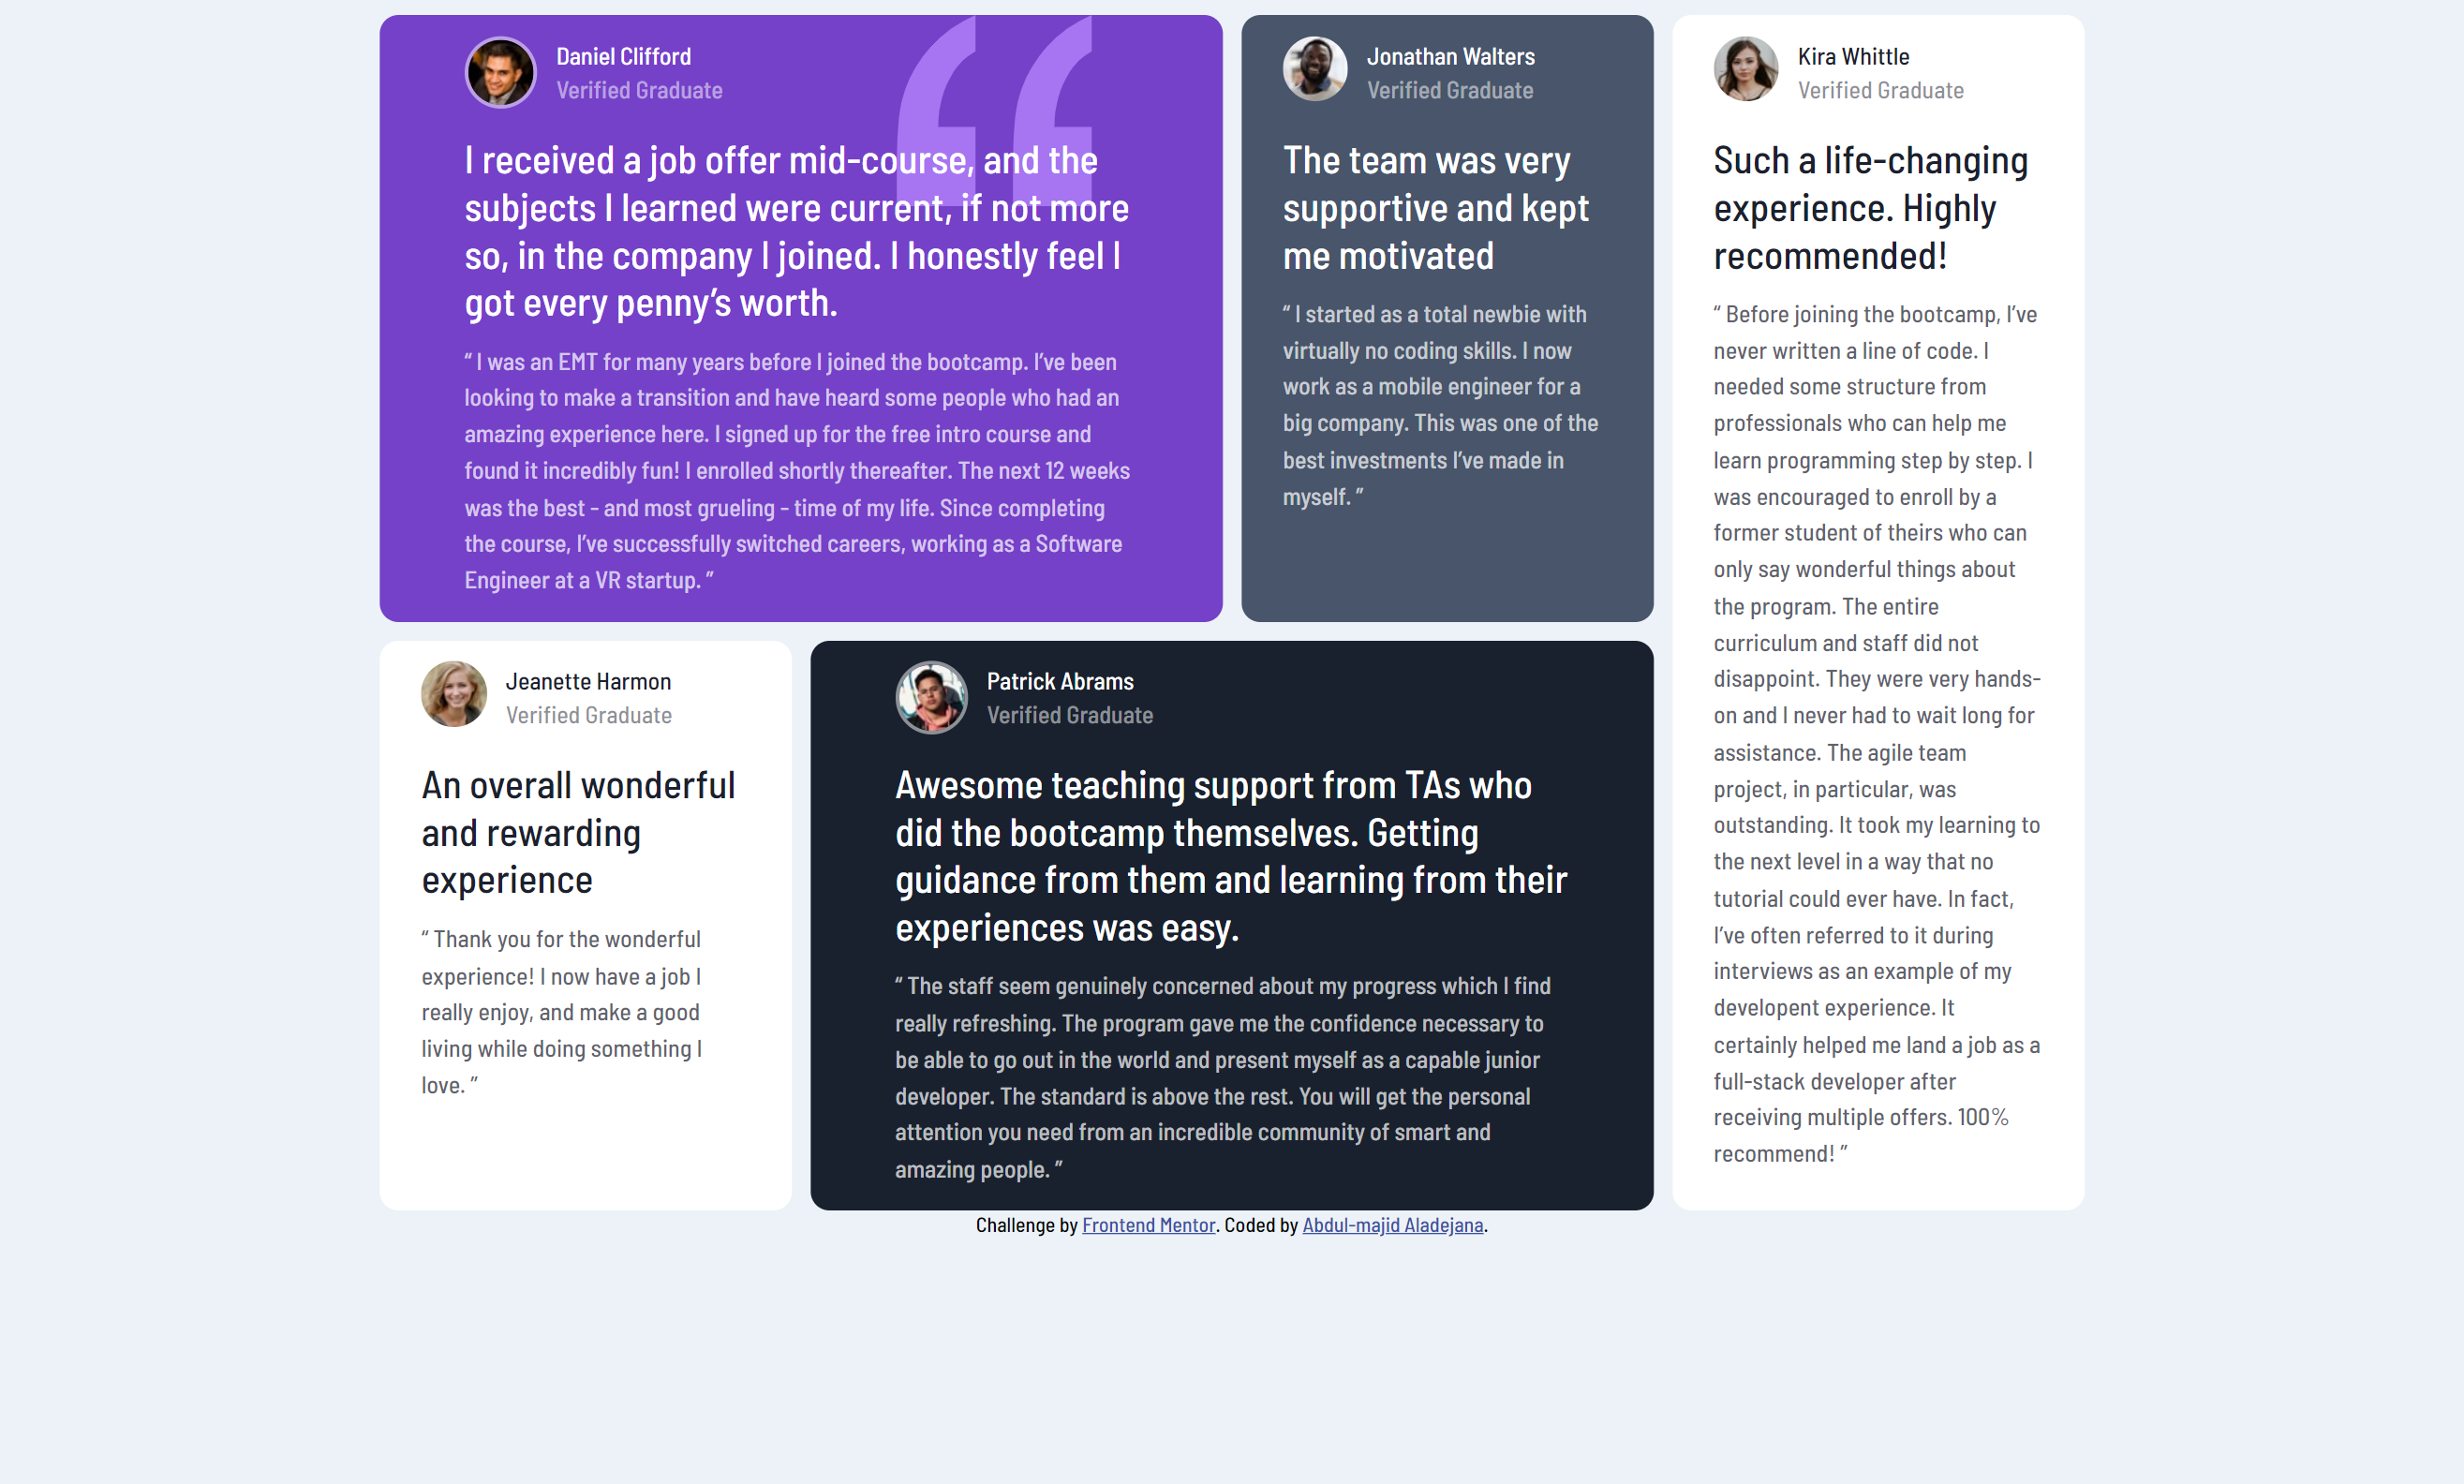 Daniel Clifford
Verified Graduate
I received a job offer mid-course, and the
subjects I learned were current, if not more
so, in the company I joined. I honestly feel I
got every penny’s worth.
“ I was an EMT for many years before I joined the bootcamp. I’ve been
looking to make a transition and have heard some people who had an
amazing experience here. I signed up for the free intro course and
found it incredibly fun! I enrolled shortly thereafter. The next 12 weeks
was the best - and most grueling - time of my life. Since completing
the course, I’ve successfully switched careers, working as a Software
Engineer at a VR startup. ”
Jonathan Walters
Verified Graduate
The team was very
supportive and kept
me motivated
“ I started as a total newbie with
virtually no coding skills. I now
work as a mobile engineer for a
big company. This was one of the
best investments I’ve made in
myself. ”
Kira Whittle
Verified Graduate
Such a life-changing
experience. Highly
recommended!
“ Before joining the bootcamp, I’ve
never written a line of code. I
needed some structure from
professionals who can help me
learn programming step by step. I
was encouraged to enroll by a
former student of theirs who can
only say wonderful things about
the program. The entire
curriculum and staff did not
disappoint. They were very hands-
on and I never had to wait long for
assistance. The agile team
project, in particular, was
outstanding. It took my learning to
the next level in a way that no
tutorial could ever have. In fact,
I’ve often referred to it during
interviews as an example of my
developent experience. It
certainly helped me land a job as a
full-stack developer after
receiving multiple offers. 100%
recommend! ”
Jeanette Harmon
Verified Graduate
An overall wonderful
and rewarding
experience
“ Thank you for the wonderful
experience! I now have a job I
really enjoy, and make a good
living while doing something I
love. ”
Patrick Abrams
Verified Graduate
Awesome teaching support from TAs who
did the bootcamp themselves. Getting
guidance from them and learning from their
experiences was easy.
“ The staff seem genuinely concerned about my progress which I find
really refreshing. The program gave me the confidence necessary to
be able to go out in the world and present myself as a capable junior
developer. The standard is above the rest. You will get the personal
attention you need from an incredible community of smart and
amazing people. ”
Challenge by Frontend Mentor. Coded by Abdul-majid Aladejana.